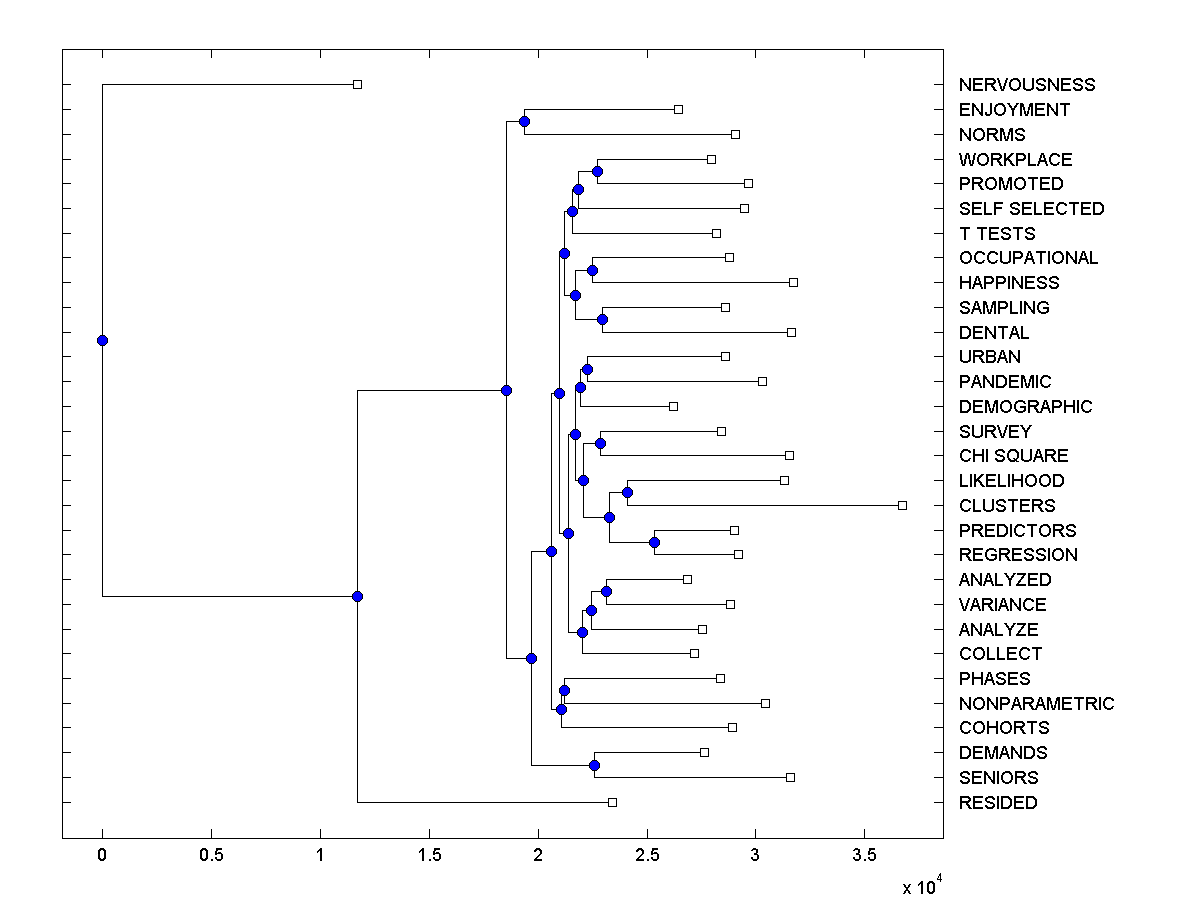 NERVOUSNESS
ENJOYMENT
NORMS
WORKPLACE
PROMOTED
SELF SELECTED
T TESTS
OCCUPATIONAL
HAPPINESS
SAMPLING
DENTAL
URBAN
PANDEMIC
DEMOGRAPHIC
SURVEY
CHI SQUARE
LIKELIHOOD
CLUSTERS
PREDICTORS
REGRESSION
ANALYZED
VARIANCE
ANALYZE
COLLECT
PHASES
NONPARAMETRIC
COHORTS
DEMANDS
SENIORS
RESIDED
0 0.5 1 1.5 2 2.5 3 3.5
x 10^4